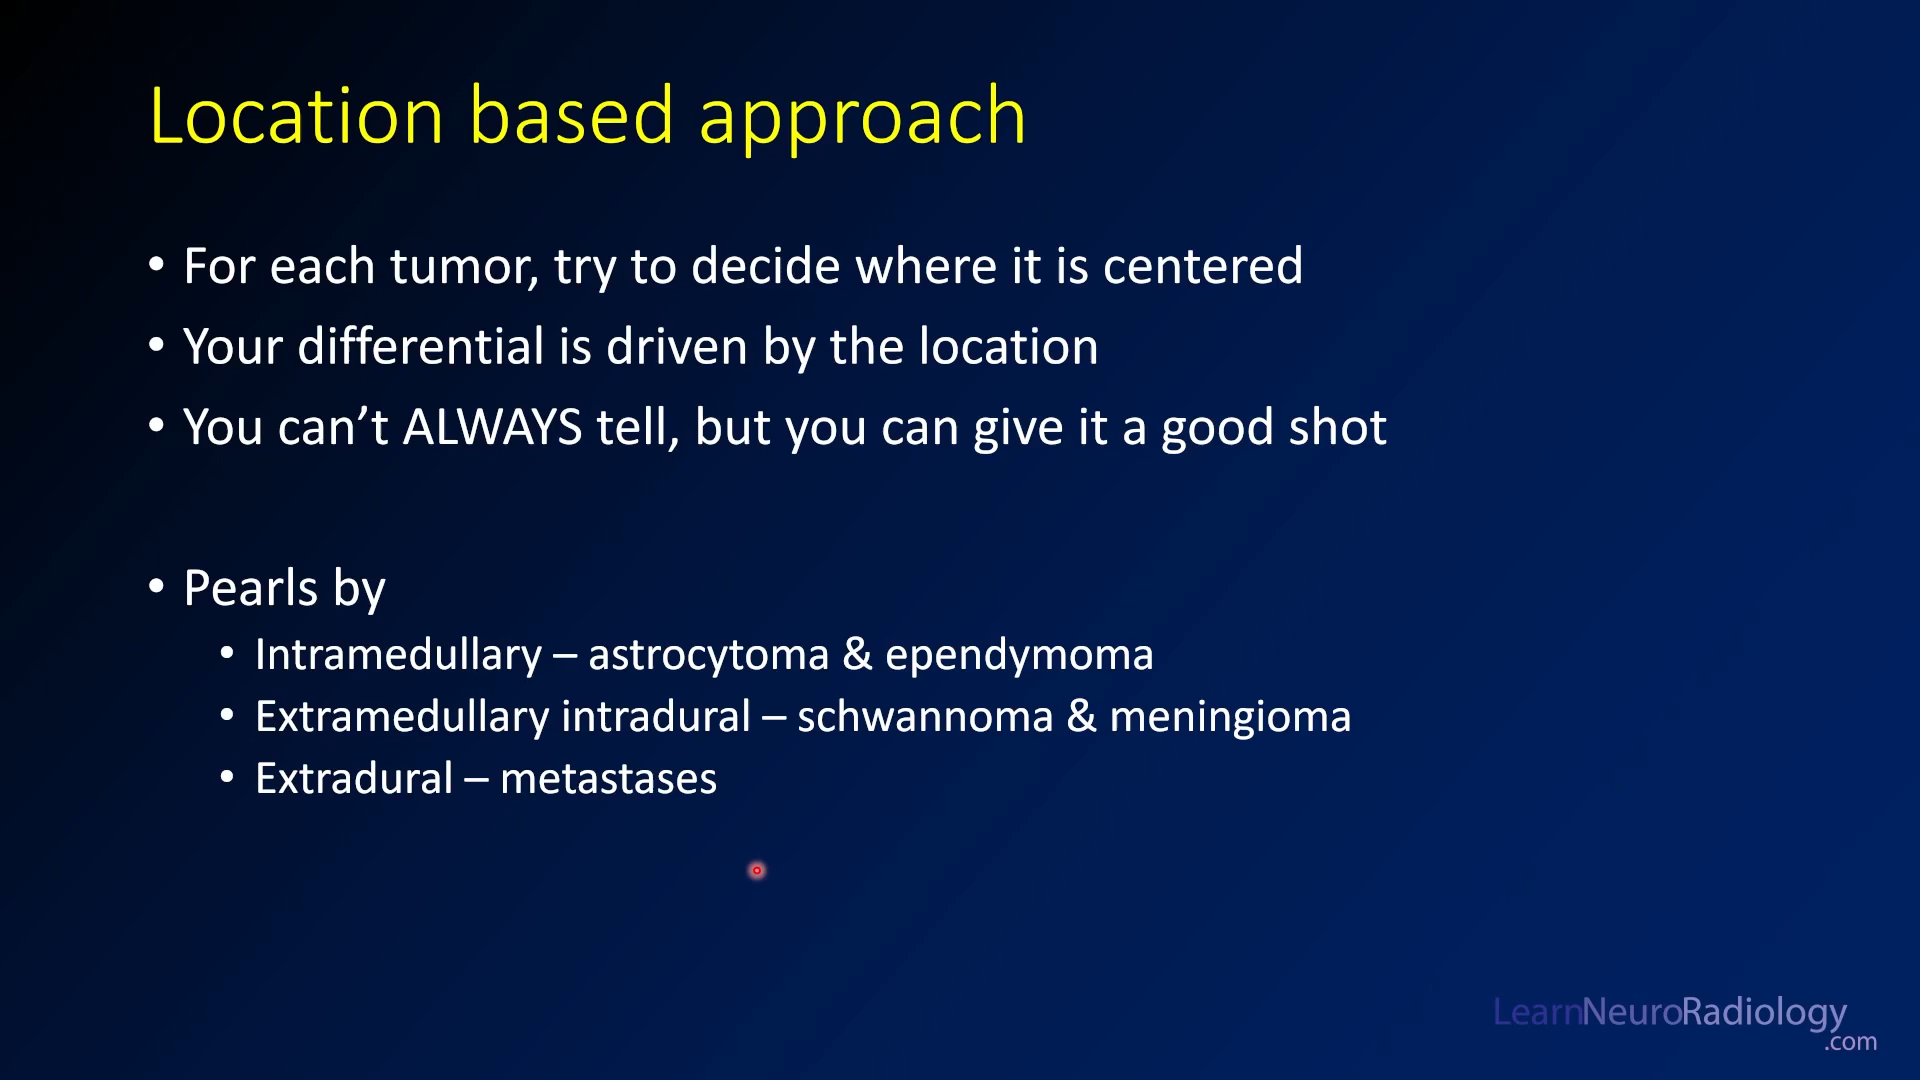 Location based approach
• For each tumor, try to decide where it is centered
• Your differential is driven by the location
• You can’t ALWAYS tell, but you can give it a good shot
• Pearls by
• Intramedullary – astrocytoma & ependymoma
• Extramedullary intradural – schwannoma & meningioma
• Extradural – metastases
LearnNeuroRadiology
.com